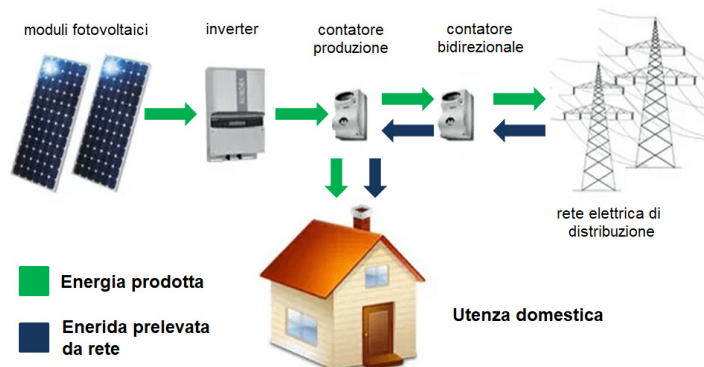 moduli fotovoltaici
inverter
contatore
produzione
contatore
bidirezionale
rete elettrica di
distribuzione
Energia prodotta
Enerida prelevata
da rete
Utenza domestica